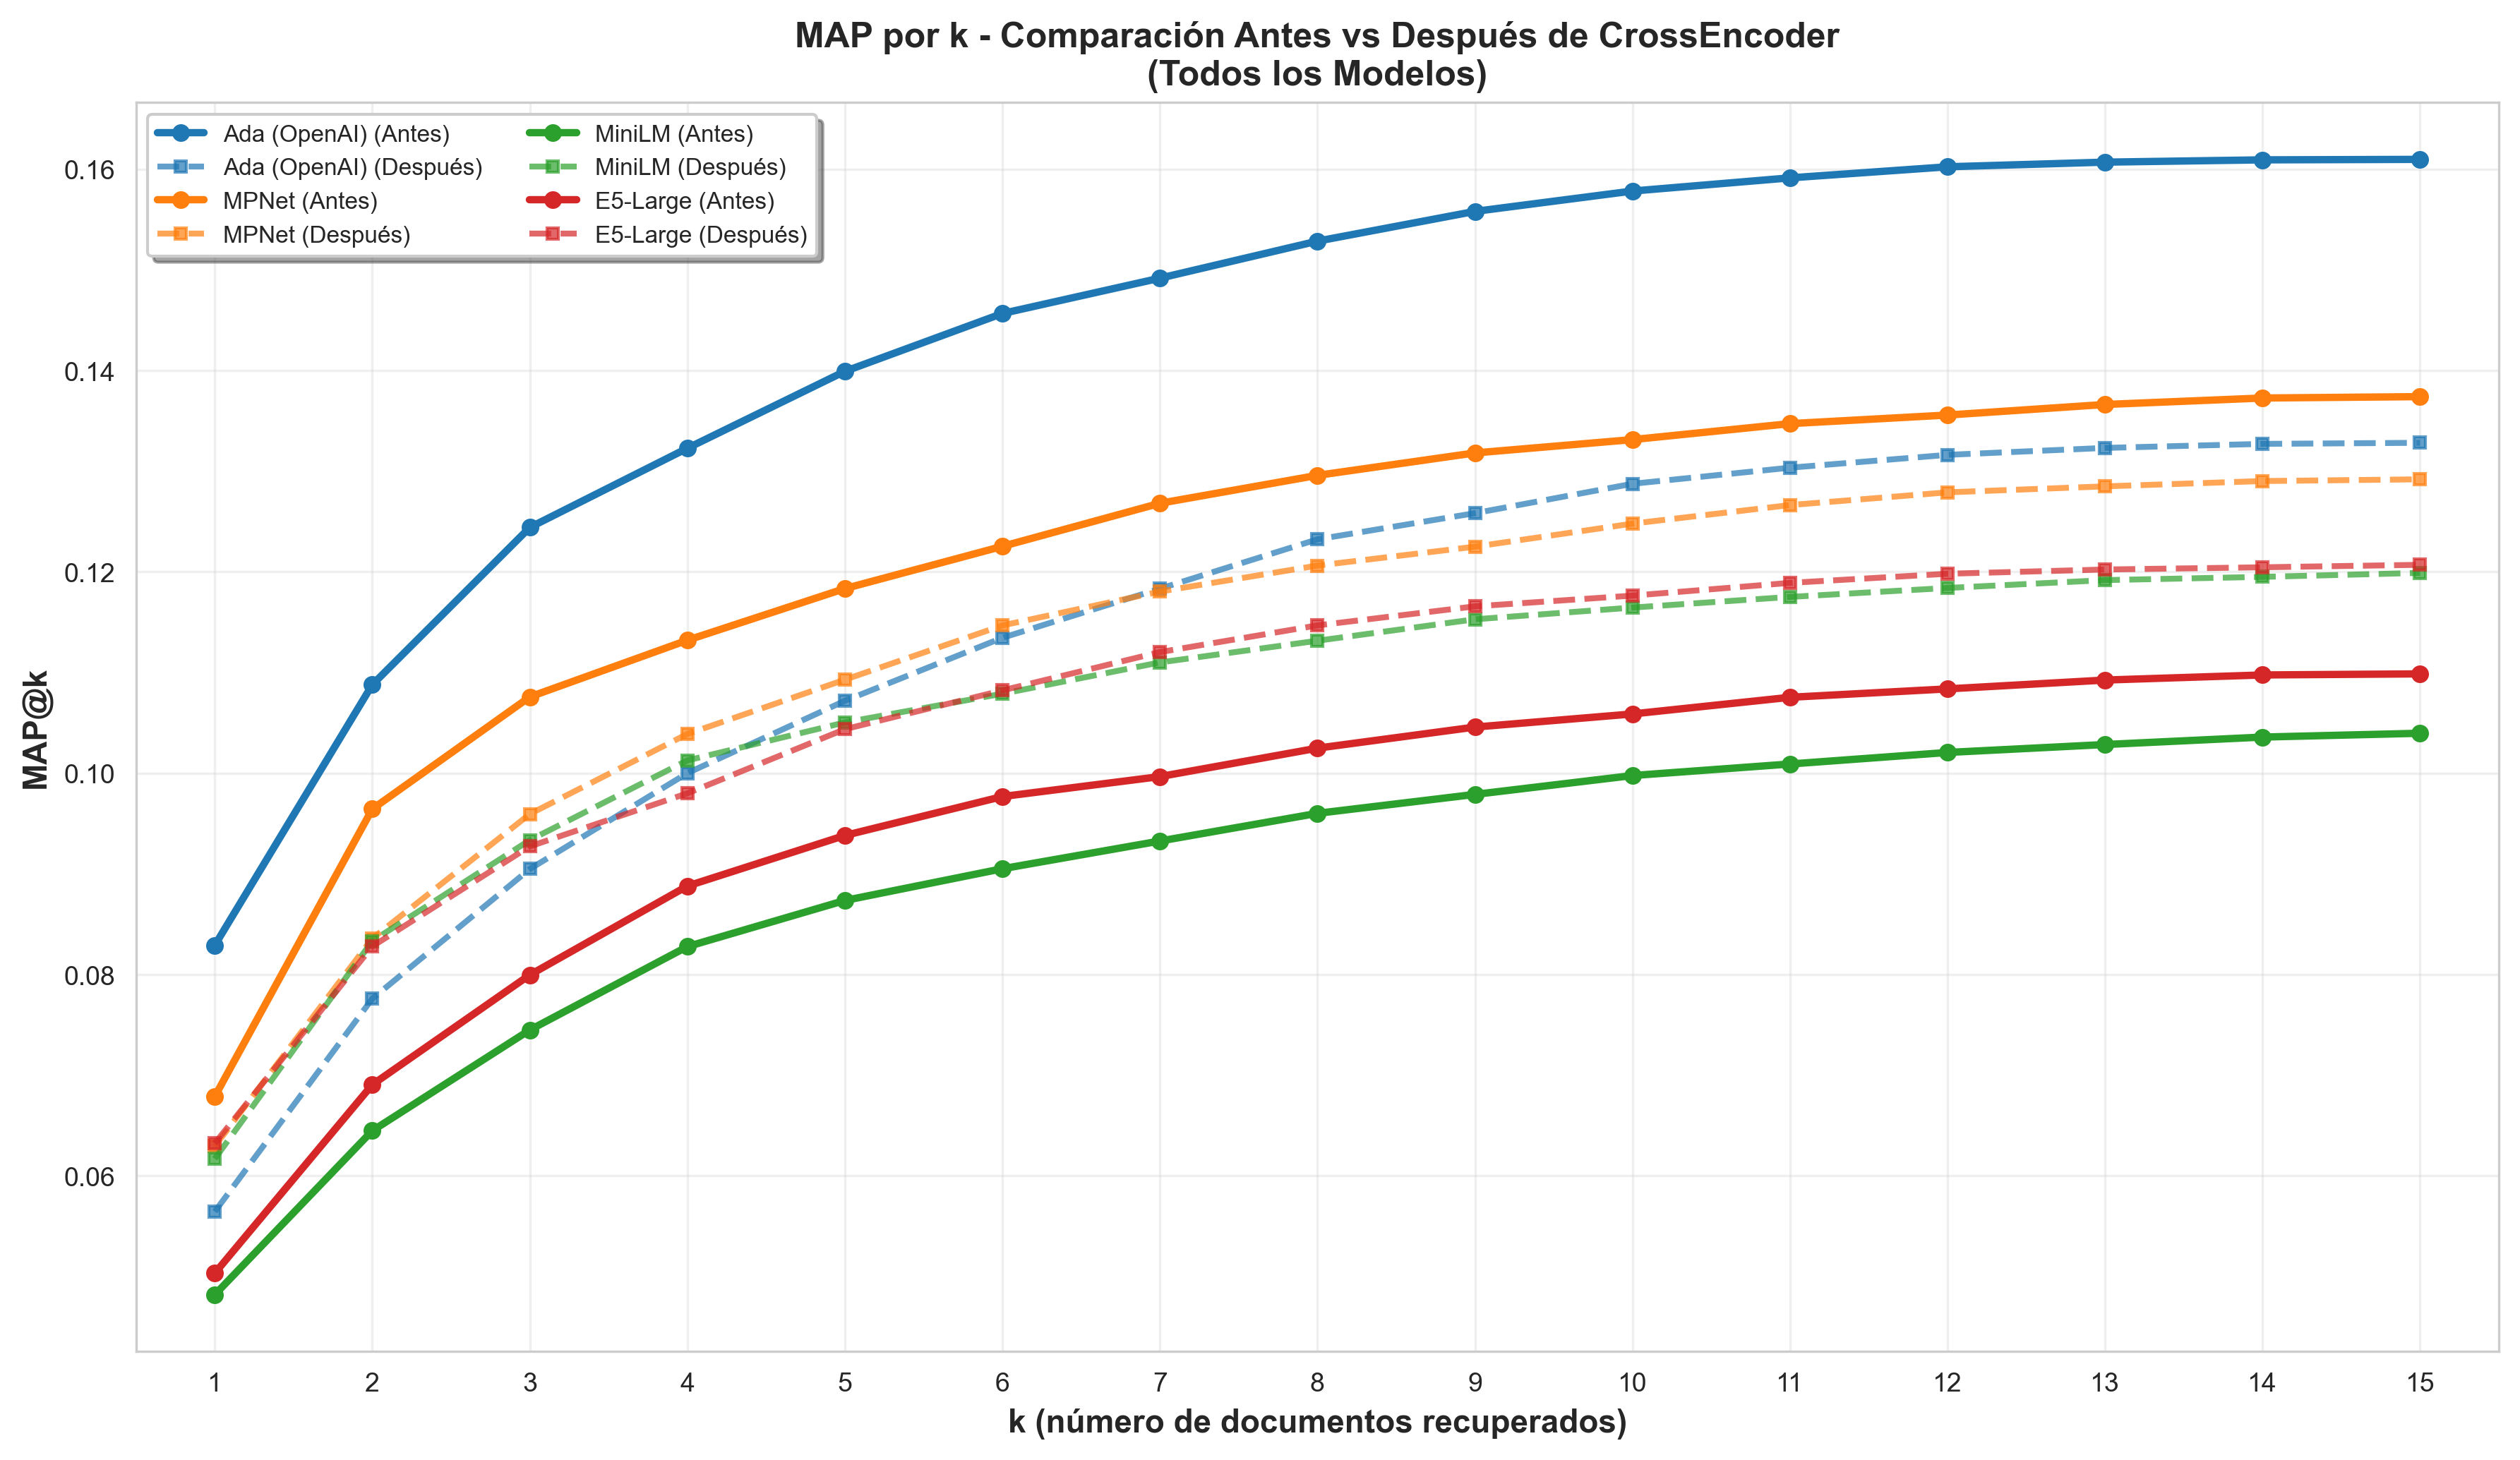 MAP por k - Comparación Antes vs Después de CrossEncoder
(Todos los Modelos)
Ada (OpenAI) (Antes)
Ada (OpenAI) (Después)
MPNet (Antes)
MPNet (Después)
MiniLM (Antes)
MiniLM (Después)
E5-Large (Antes)
E5-Large (Después)
MAP@k
0.16
0.14
0.12
0.10
0.08
0.06
1 2 3 4 5 6 7 8 9 10 11 12 13 14 15
k (número de documentos recuperados)